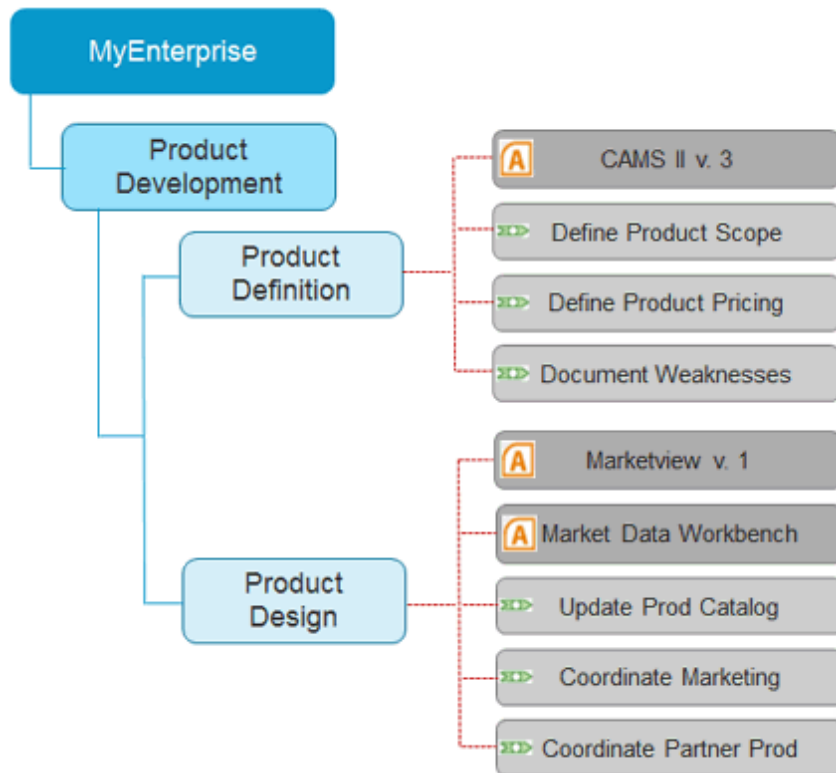 MyEnterprise
Product
Development
Product
Definition
A CAMS II v. 3
Define Product Scope
Define Product Pricing
Document Weaknesses
Product
Design
A Marketview v. 1
A Market Data Workbench
Update Prod Catalog
Coordinate Marketing
Coordinate Partner Prod